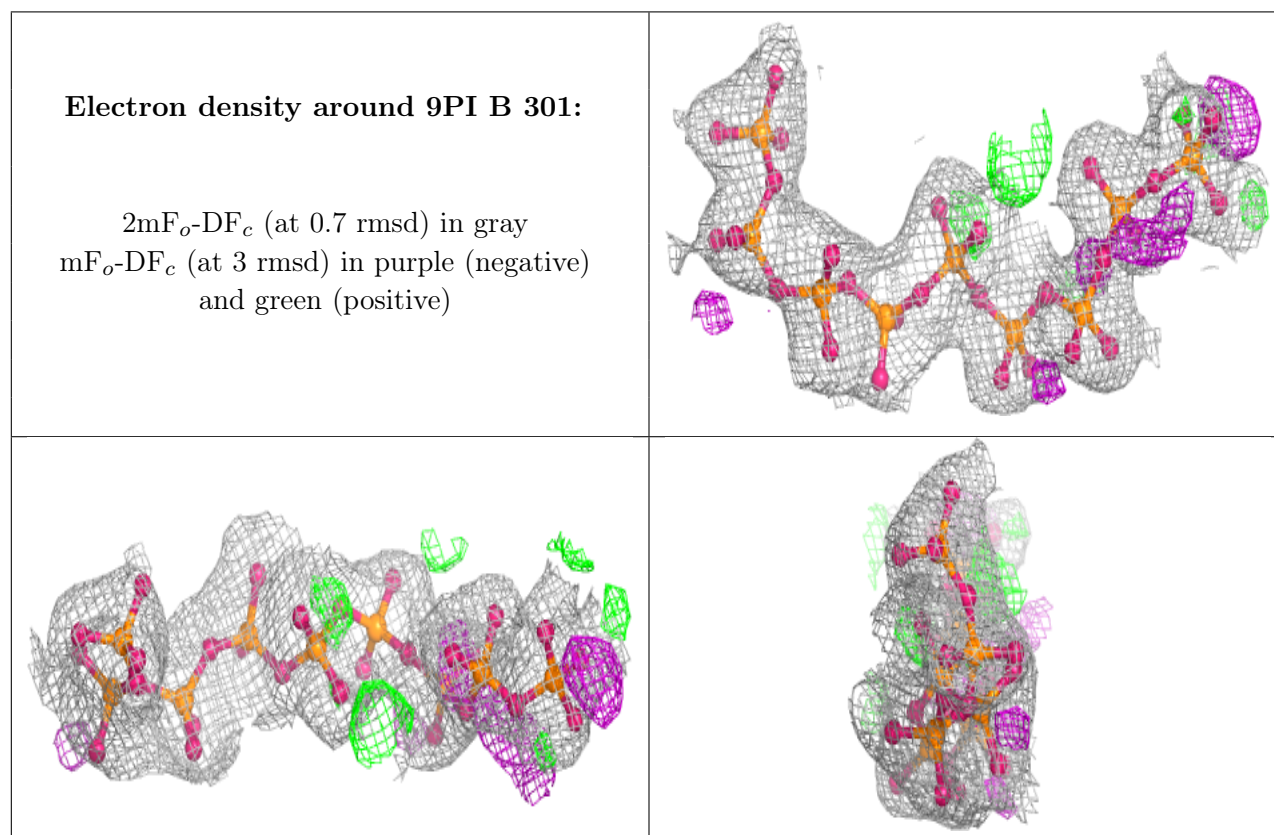 Electron density around 9PI B 301:
2mFo-DFc (at 0.7 rmsd) in gray
mFo-DFc (at 3 rmsd) in purple (negative)
and green (positive)